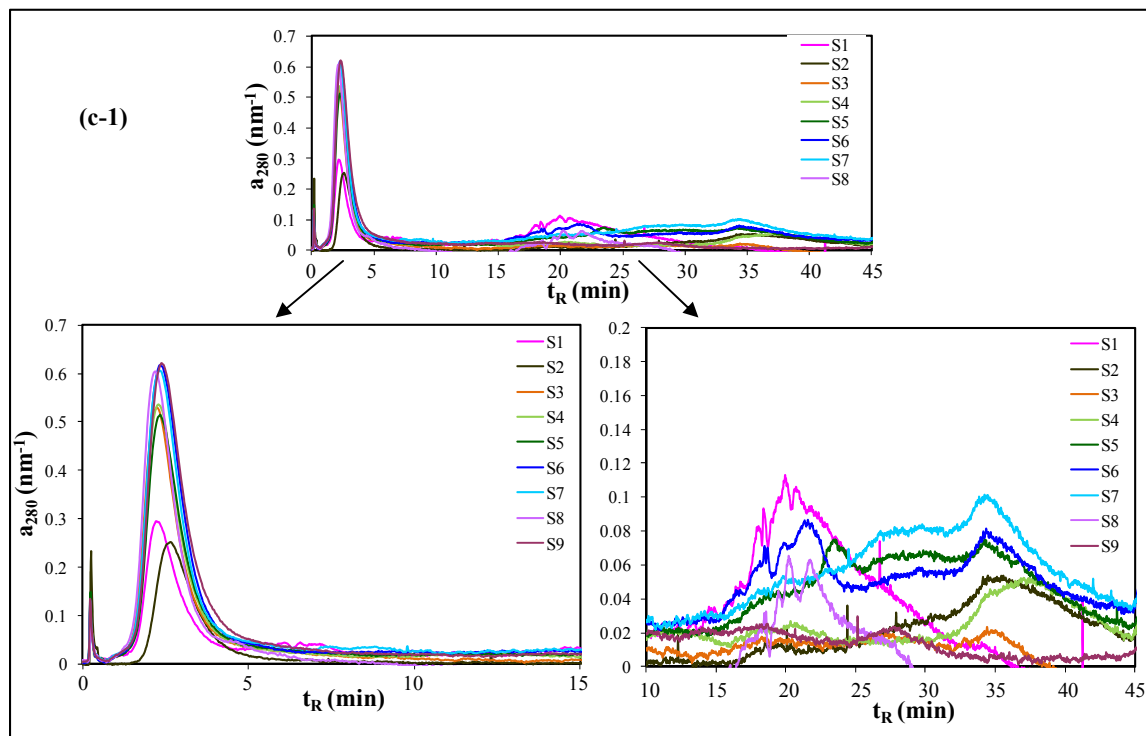 (c-1)
a280 (nm-1)
0.7
0.6
0.5
0.4
0.3
0.2
0.1
0
0 5 10 15 20 25 30 35 40 45
tR (min)
S1
S2
S3
S4
S5
S6
S7
S8
a280 (nm-1)
0.7
0.6
0.5
0.4
0.3
0.2
0.1
0
0 10 15
tR (min)
S1
S2
S3
S4
S5
S6
S7
S8
S9
0.2
0.18
0.16
0.14
0.12
0.1
0.08
0.06
0.04
0.02
0
10 15 20 25 30 35 40 45
tR (min)
S1
S2
S3
S4
S5
S6
S7
S8
S9